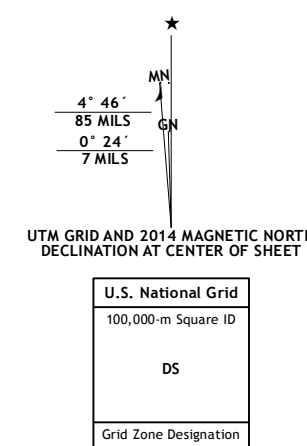 ★
MN
4° 46´
85 MILS
GN
0° 24´
7 MILS
UTM GRID AND 2014 MAGNETIC NORTH
DECLINATION AT CENTER OF SHEET
U.S. National Grid
100,000-m Square ID
DS
Grid Zone Designation